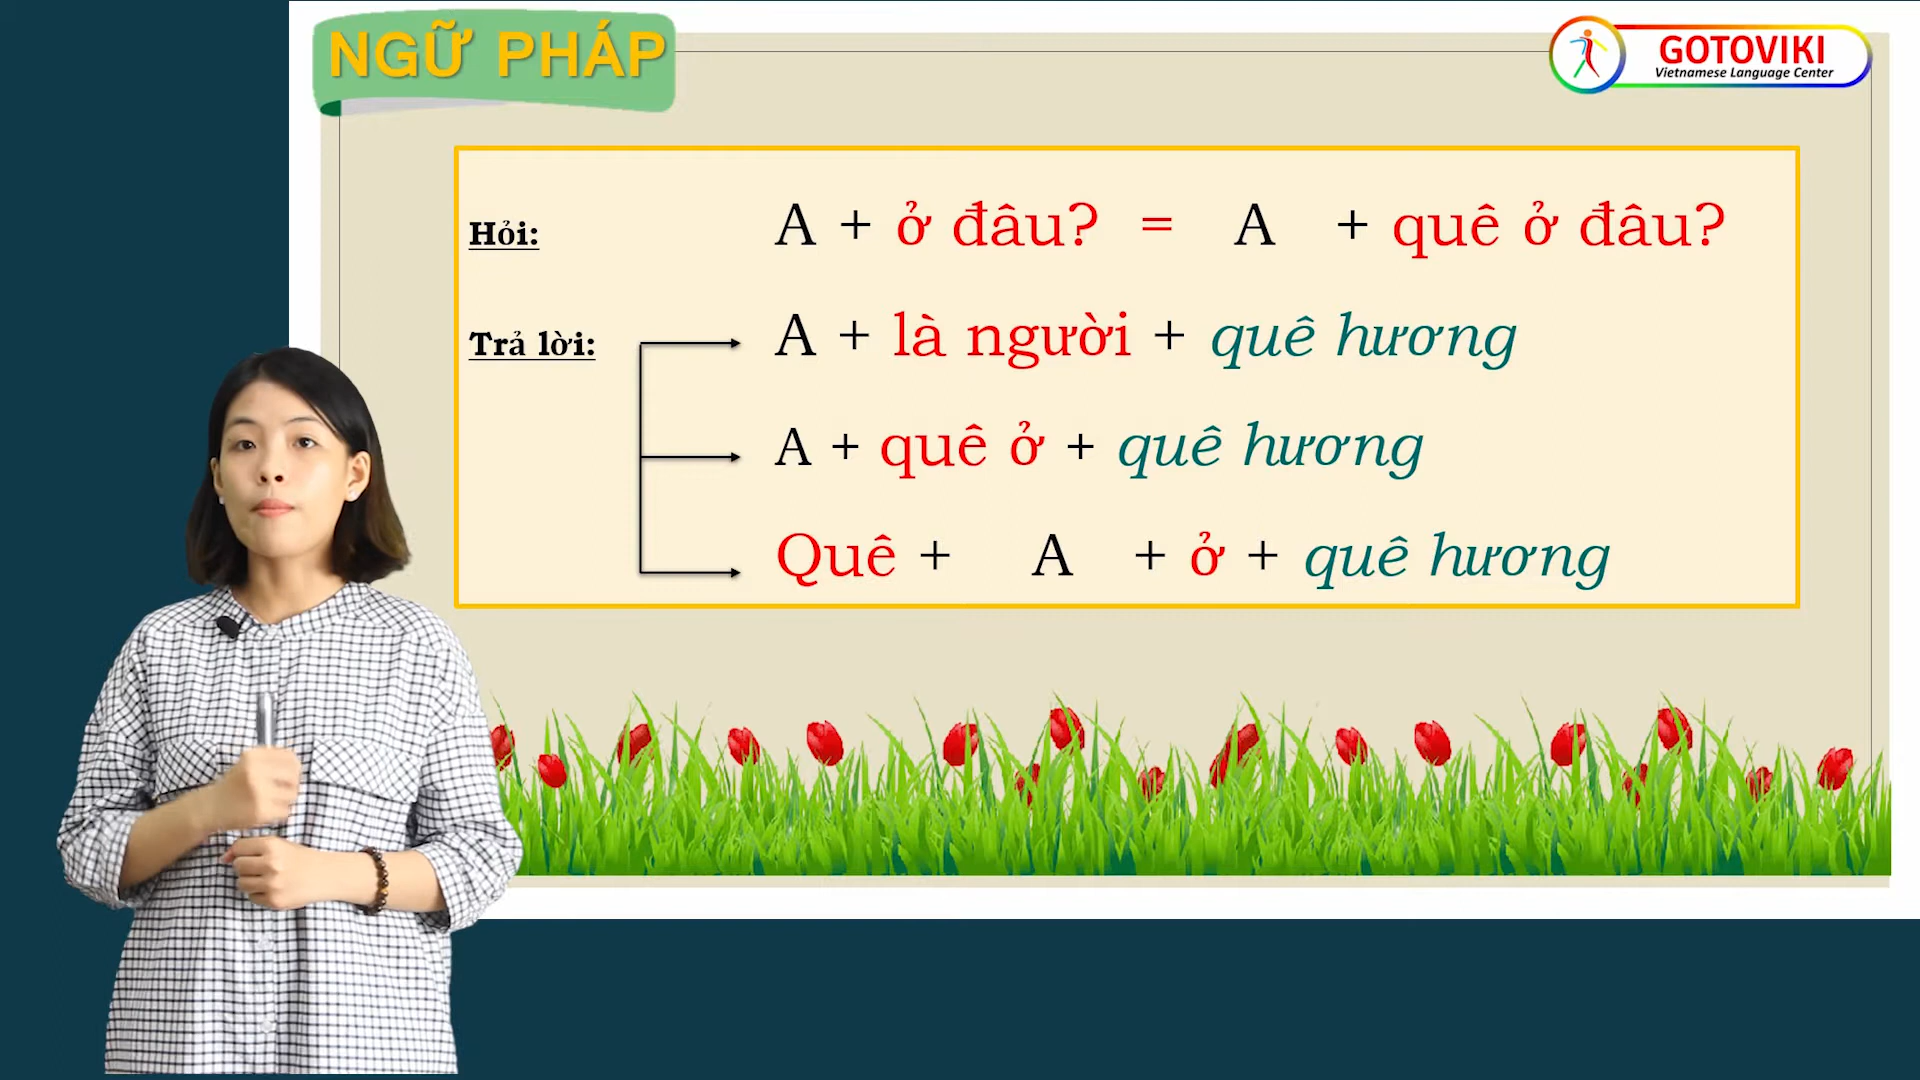 NGỮ PHÁP
GOTOVIKI
Vietnamese Language Center
Hỏi: A + ở đâu? = A + quê ở đâu?
Trả lời: A + là người + quê hương
A + quê ở + quê hương
Quê + A + ở + quê hương